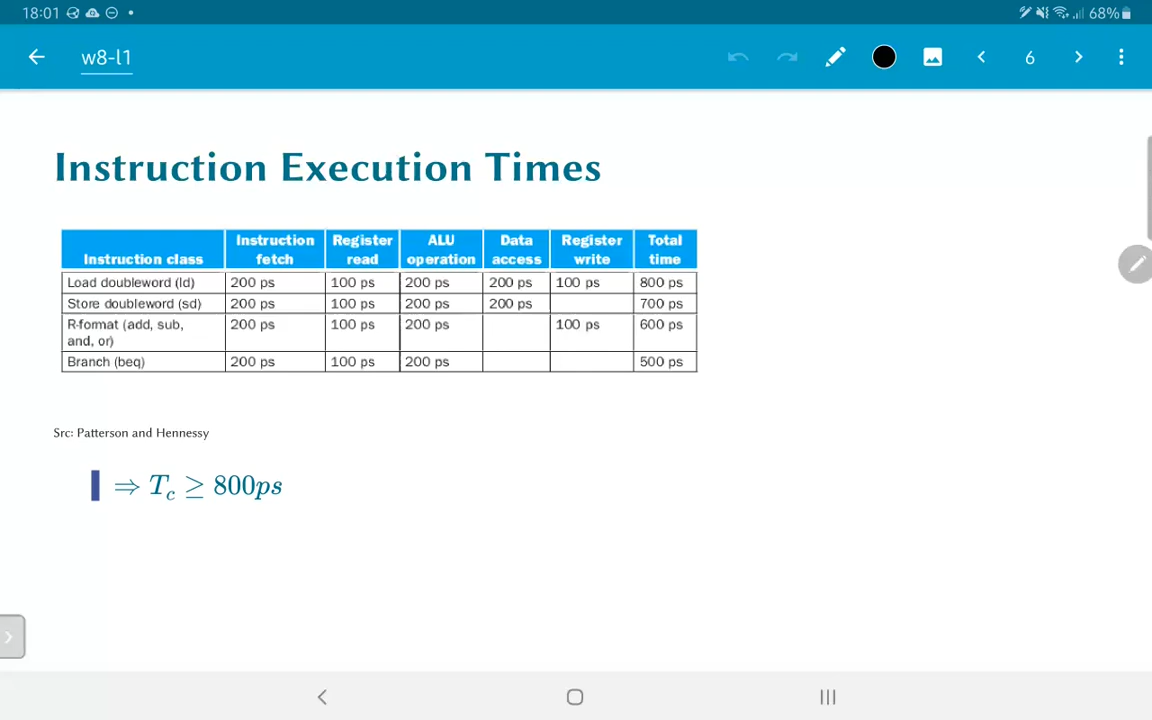 18:01 68%
w8-l1 6
Instruction Execution Times
Instruction class Instruction fetch Register read ALU operation Data access Register write Total time
Load doubleword (ld) 200 ps 100 ps 200 ps 200 ps 100 ps 800 ps
Store doubleword (sd) 200 ps 100 ps 200 ps 200 ps 700 ps
R-format (add, sub, and, or) 200 ps 100 ps 200 ps 100 ps 600 ps
Branch (beq) 200 ps 100 ps 200 ps 500 ps
Src: Patterson and Hennessy
⇒ T_c ≥ 800ps